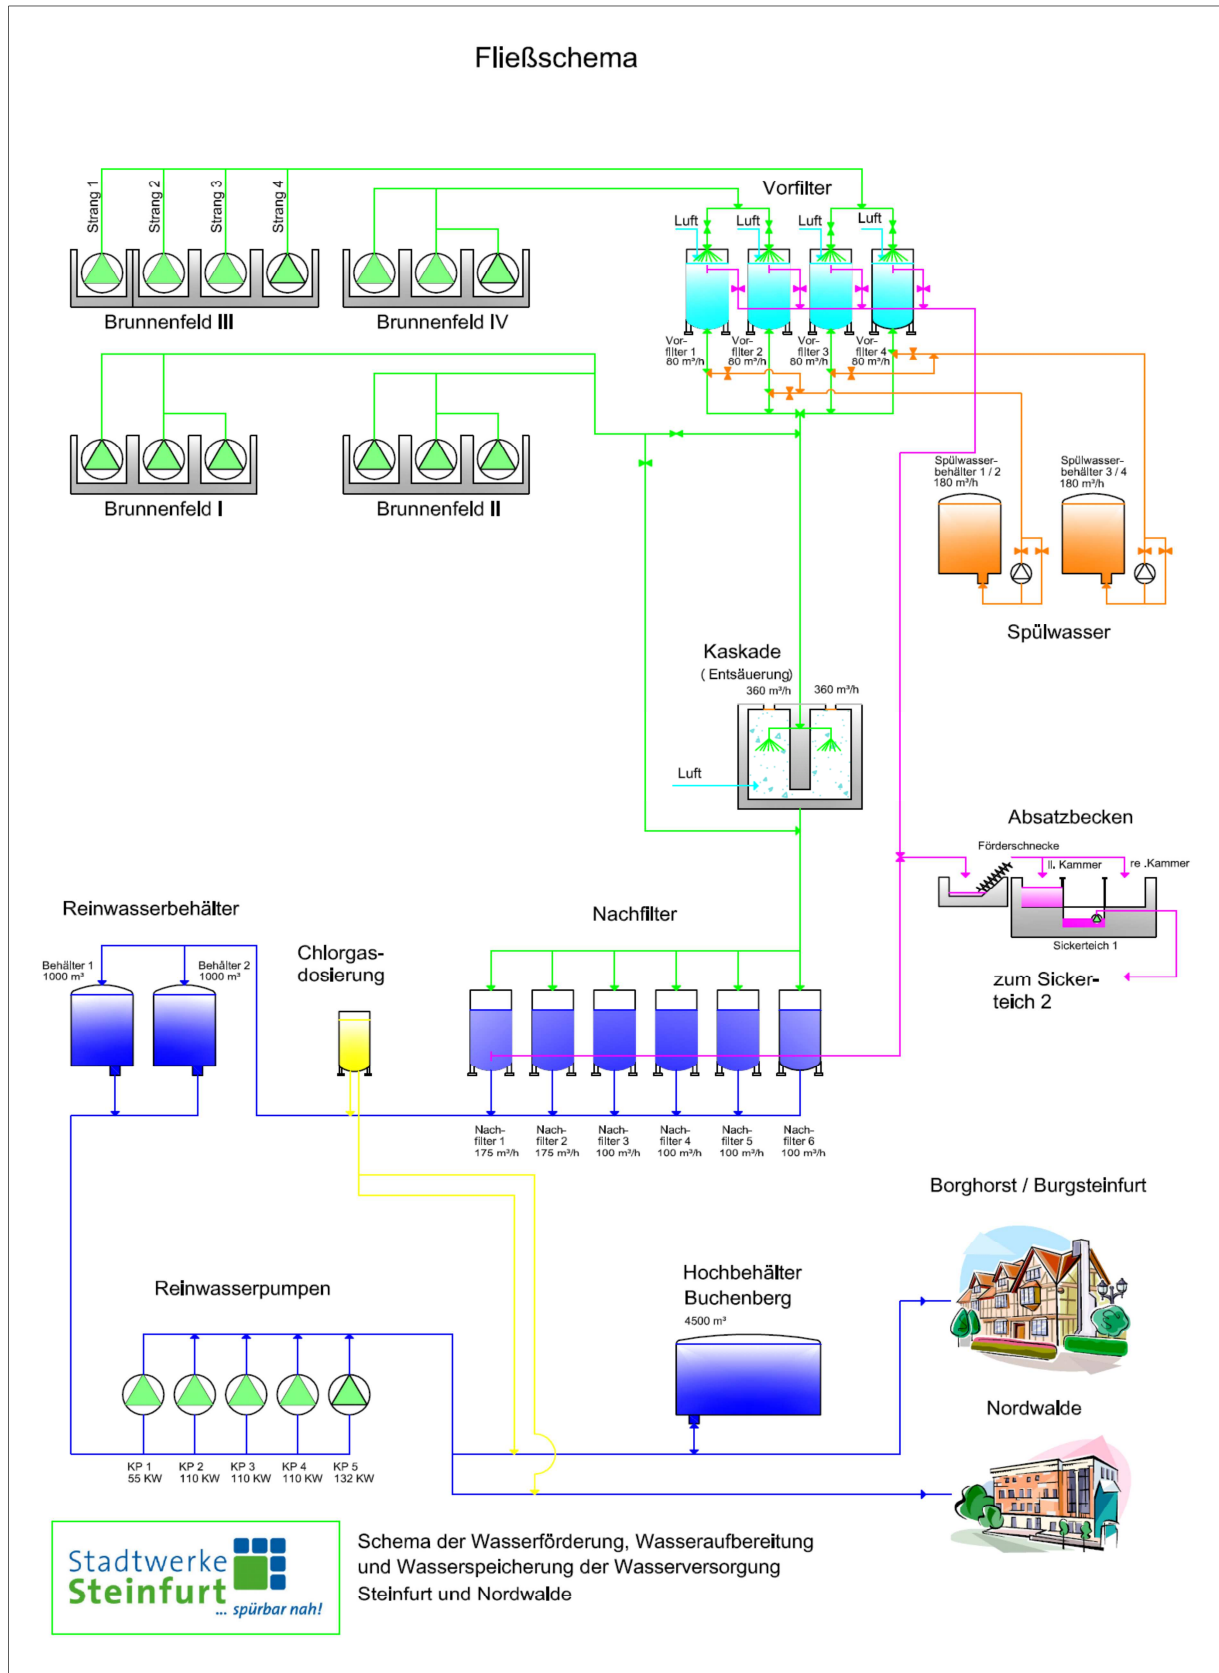 Fließschema
Strang 1
Strang 2
Strang 3
Strang 4
Vorfilter
Luft
Luft
Luft
Luft
Brunnenfeld III
Brunnenfeld IV
Vor-
filter 1
80 m³/h
Vor-
filter 2
80 m³/h
Vor-
filter 3
80 m³/h
Vor-
filter 4
80 m³/h
Brunnenfeld I
Brunnenfeld II
Spülwasser-
behälter 1 / 2
180 m³/h
Spülwasser-
behälter 3 / 4
180 m³/h
Spülwasser
Kaskade
( Entsäuerung)
360 m³/h
360 m³/h
Luft
Absatzbecken
Förderschnecke
li. Kammer
re .Kammer
Sickerteich 1
zum Sicker-
teich 2
Reinwasserbehälter
Behälter 1
1000 m³
Behälter 2
1000 m³
Chlorgas-
dosierung
Nachfilter
Nach-
filter 1
175 m³/h
Nach-
filter 2
175 m³/h
Nach-
filter 3
100 m³/h
Nach-
filter 4
100 m³/h
Nach-
filter 5
100 m³/h
Nach-
filter 6
100 m³/h
Borghorst / Burgsteinfurt
Reinwasserpumpen
Hochbehälter
Buchenberg
4500 m³
Nordwalde
KP 1
55 KW
KP 2
110 KW
KP 3
110 KW
KP 4
110 KW
KP 5
132 KW
Stadtwerke
Steinfurt
... spürbar nah!
Schema der Wasserförderung, Wasseraufbereitung
und Wasserspeicherung der Wasserversorgung
Steinfurt und Nordwalde